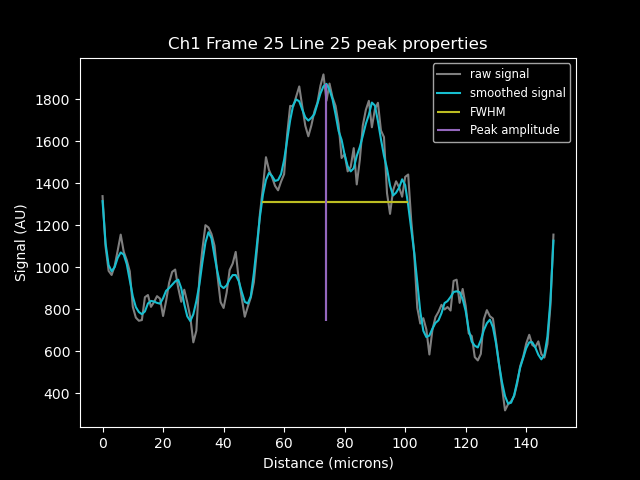 Ch1 Frame 25 Line 25 peak properties
raw signal
smoothed signal
FWHM
Peak amplitude
Signal (AU)
1800
1600
1400
1200
1000
800
600
400
0 20 40 60 80 100 120 140
Distance (microns)